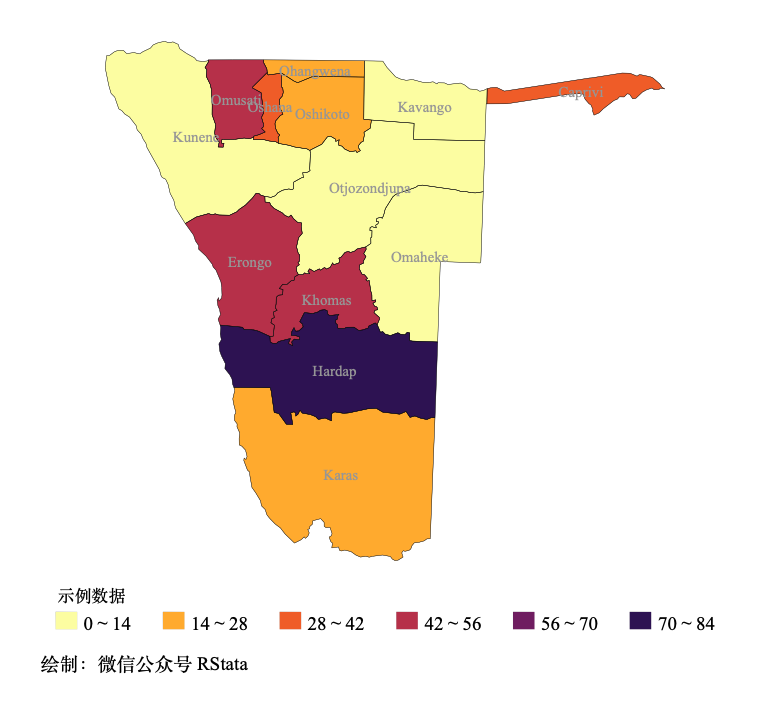 Ohangwena
Omusati
Oshana
Oshikoto
Kavango
Caprivi
Kunene
Otjozondjupa
Omaheke
Erongo
Khomas
Hardap
Karas
示例数据
0 ~ 14 14 ~ 28 28 ~ 42 42 ~ 56 56 ~ 70 70 ~ 84
绘制：微信公众号 RStata